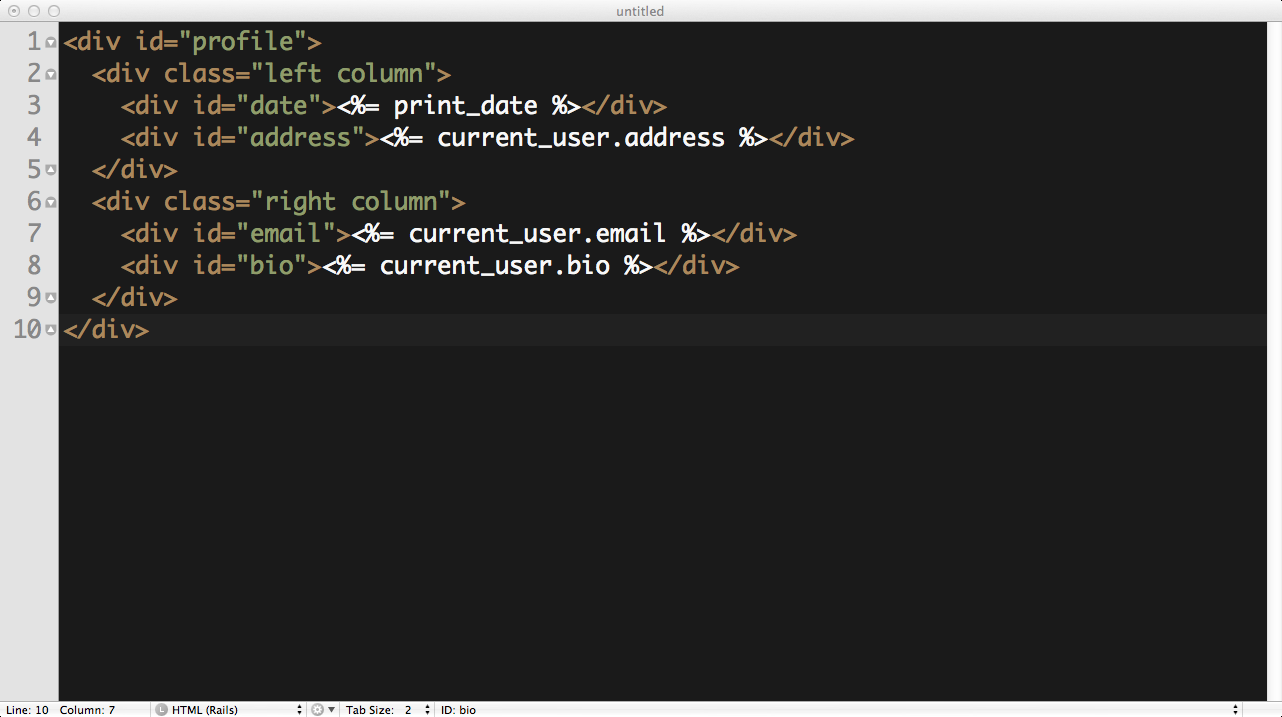 untitled
1 <div id="profile">
2   <div class="left column">
3     <div id="date"><%= print_date %></div>
4     <div id="address"><%= current_user.address %></div>
5   </div>
6   <div class="right column">
7     <div id="email"><%= current_user.email %></div>
8     <div id="bio"><%= current_user.bio %></div>
9   </div>
10 </div>
Line: 10 Column: 7 L HTML (Rails) Tab Size: 2 ID: bio